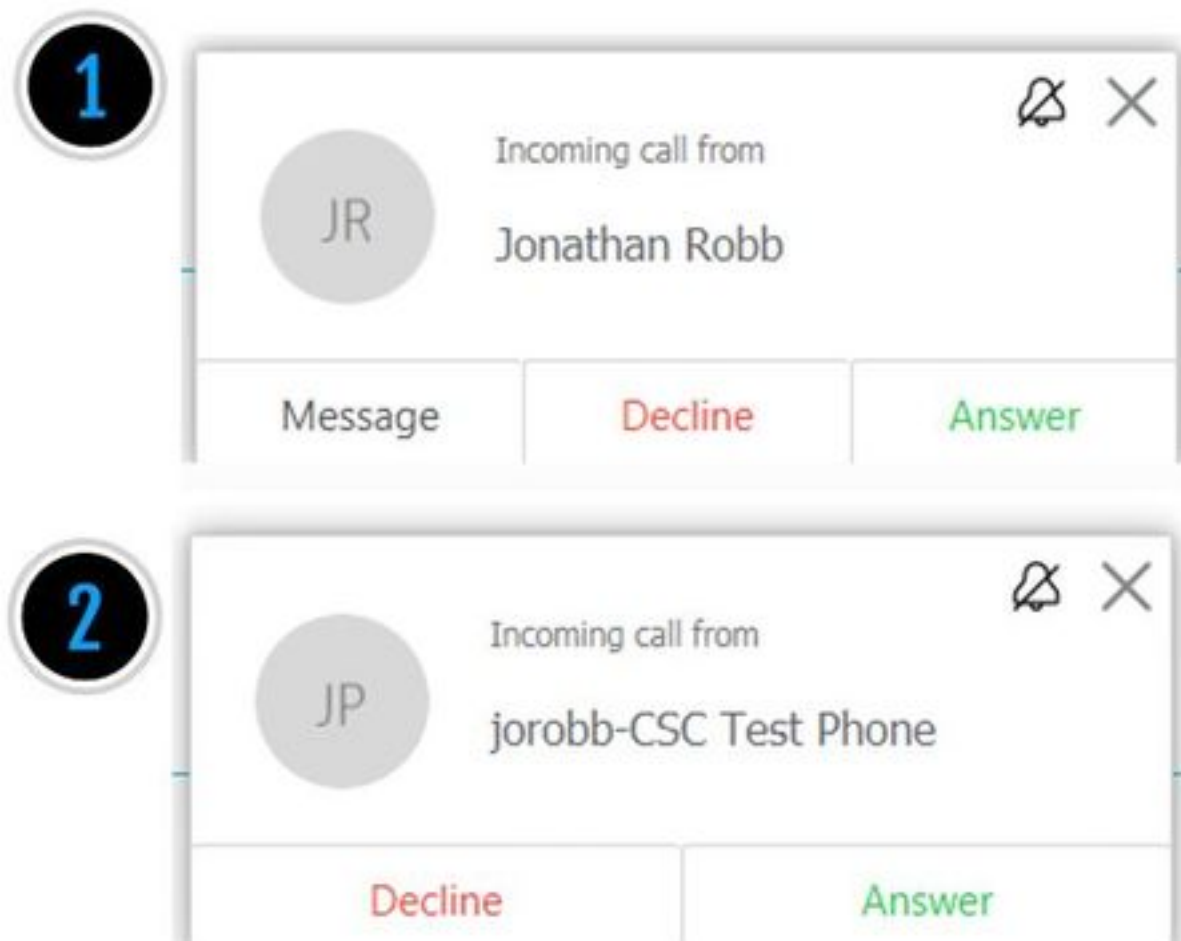 1
Incoming call from
JR
Jonathan Robb
Message Decline Answer
2
Incoming call from
JP
jorobb-CSC Test Phone
Decline Answer